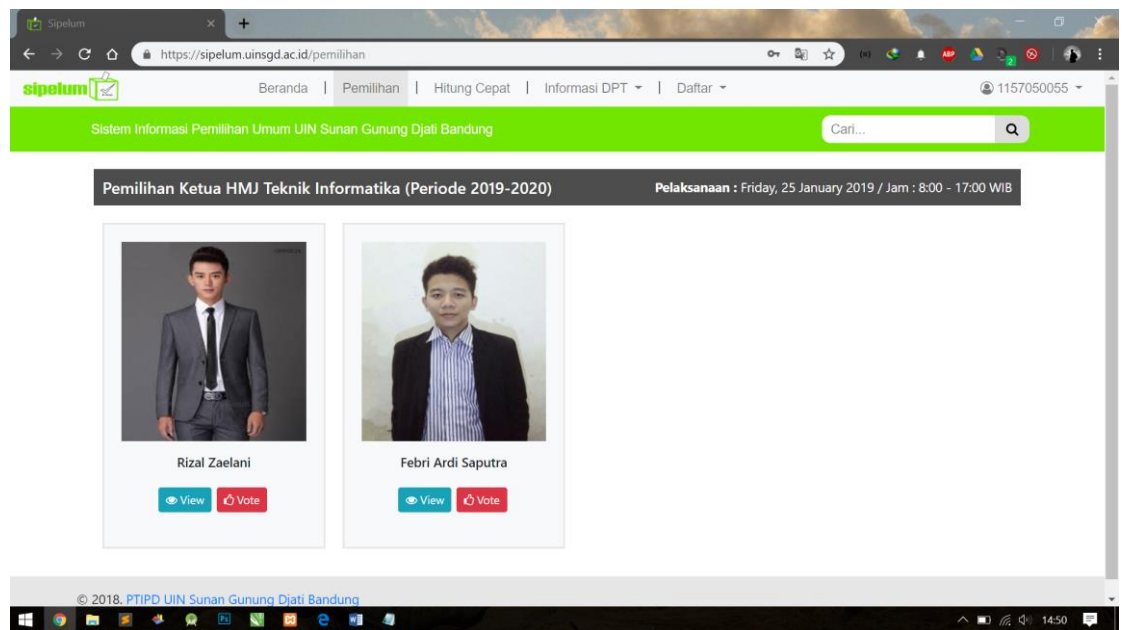 Sipelum
https://sipelum.uinsgd.ac.id/pemilihan
ABP
2
sipelum
Beranda | Pemilihan | Hitung Cepat | Informasi DPT | Daftar
1157050055
Sistem Informasi Pemilihan Umum UIN Sunan Gunung Djati Bandung
Cari...
Pemilihan Ketua HMJ Teknik Informatika (Periode 2019-2020)
Pelaksanaan : Friday, 25 January 2019 / Jam : 8:00 - 17:00 WIB
Rizal Zaelani
View
Vote
Febri Ardi Saputra
View
Vote
© 2018. PTIPD UIN Sunan Gunung Djati Bandung
Ps
14:50